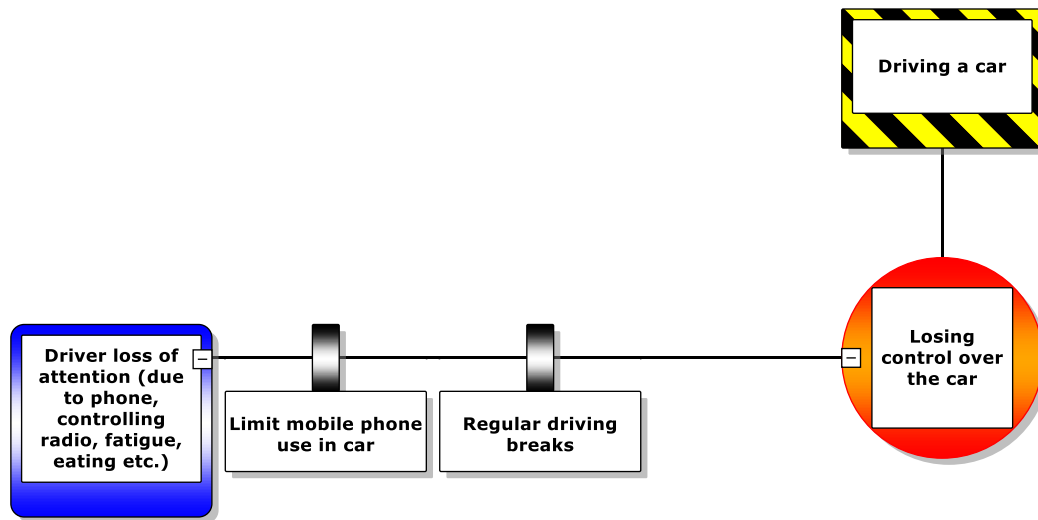 Driving a car
Losing
control over
the car
Driver loss of
attention (due
to phone,
controlling
radio, fatigue,
eating etc.)
Limit mobile phone
use in car
Regular driving
breaks